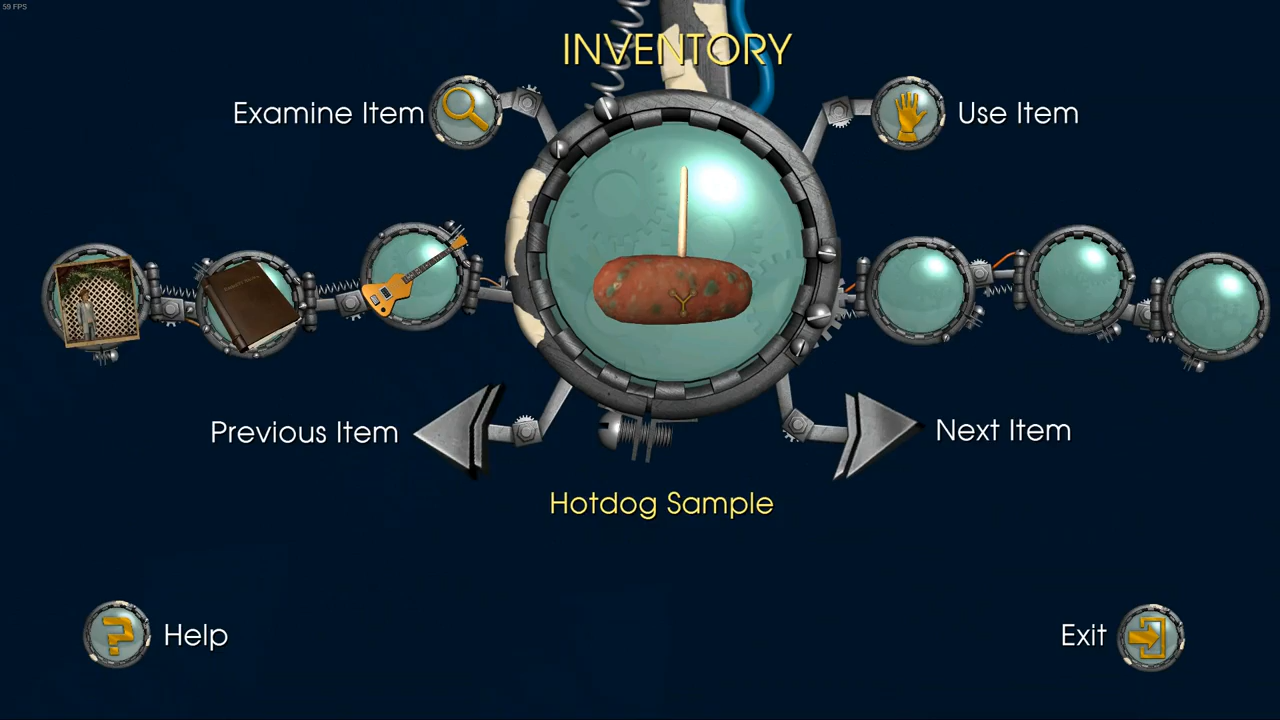 59 FPS
INVENTORY
Examine Item
Use Item
Previous Item
Next Item
Hotdog Sample
Help
Exit